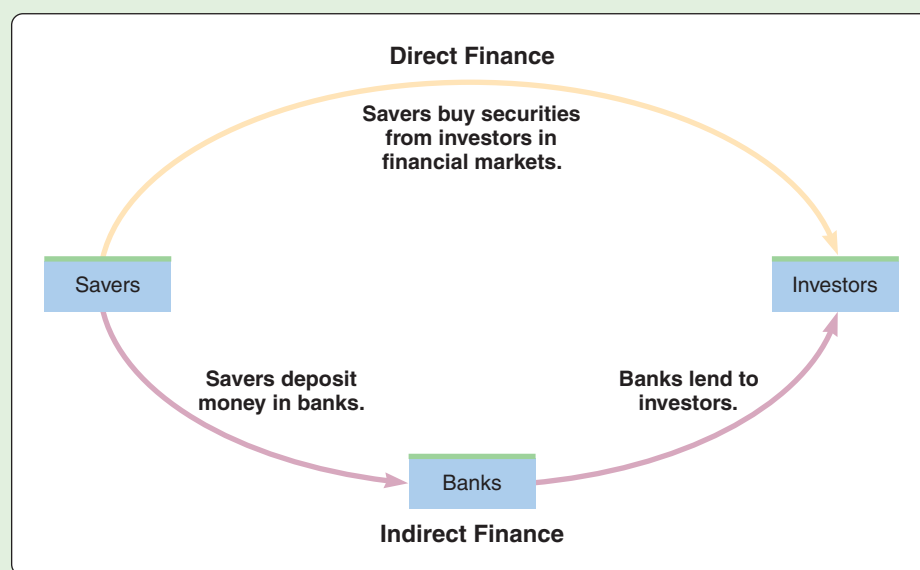 Direct Finance
Savers buy securities
from investors in
financial markets.
Savers
Investors
Savers deposit
money in banks.
Banks lend to
investors.
Banks
Indirect Finance